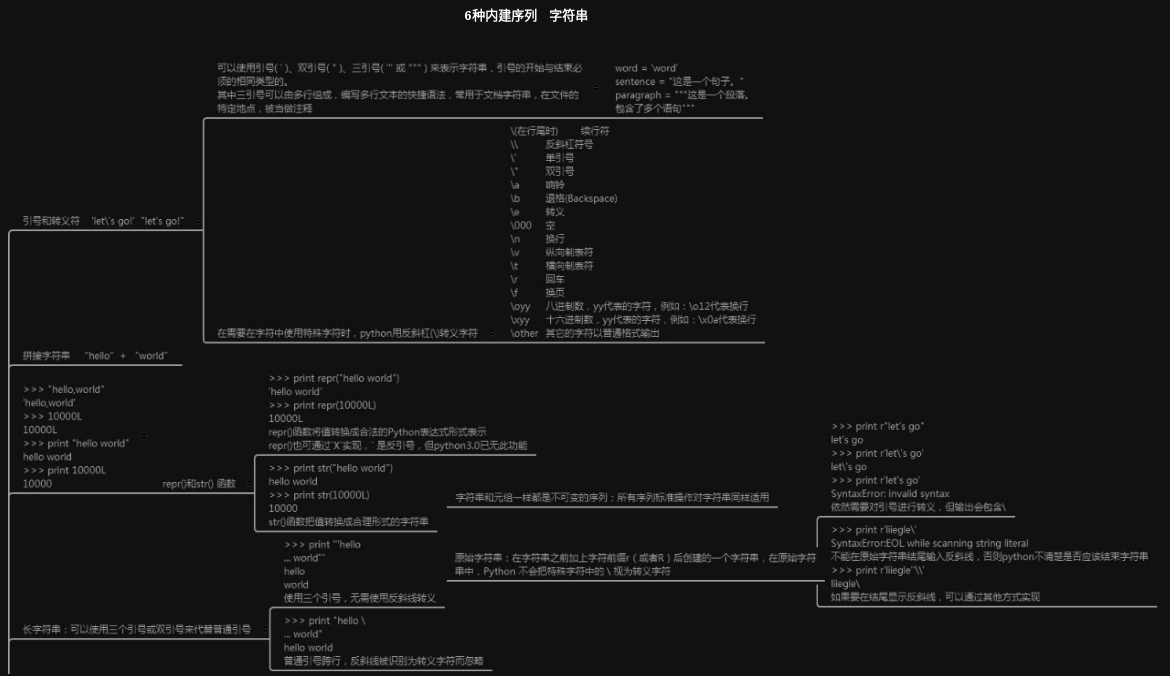 6种内建序列 字符串
可以使用引号( ' )、双引号( " )、三引号( ''' 或 """ ) 来表示字符串，引号的开始与结束必
须的相同类型的。
其中三引号可以由多行组成，编写多行文本的快捷语法，常用于文档字符串，在文件的
特定地点，被当做注释
word = 'word'
sentence = "这是一个句子。"
paragraph = """这是一个段落。
包含了多个语句"""
引号和转义符 'let\'s go!' "let's go!"
在需要在字符中使用特殊字符时，python用反斜杠(\)转义字符
\(在行尾时) 续行符
\\ 反斜杠符号
\' 单引号
\" 双引号
\a 响铃
\b 退格(Backspace)
\e 转义
\000 空
\n 换行
\v 纵向制表符
\t 横向制表符
\r 回车
\f 换页
\oyy 八进制数，yy代表的字符，例如：\o12代表换行
\xyy 十六进制数，yy代表的字符，例如：\x0a代表换行
\other 其它的字符以普通格式输出
拼接字符串 "hello" + "world"
>>> "hello,world"
'hello,world'
>>> 10000L
10000L
>>> print "hello world"
hello world
>>> print 10000L
10000
repr()和str() 函数
>>> print repr("hello world")
'hello world'
>>> print repr(10000L)
10000L
repr()函数将值转换成合法的Python表达式形式表示
repr()也可通过`X`实现，` 是反引号，但python3.0已无此功能
>>> print str("hello world")
hello world
>>> print str(10000L)
10000
str()函数把值转换成合理形式的字符串
字符串和元组一样都是不可变的序列；所有序列标准操作对字符串同样适用
长字符串：可以使用三个引号或双引号来代替普通引号
>>> print '''hello
... world'''
hello
world
使用三个引号，无需使用反斜线转义
>>> print "hello \
... world"
hello world
普通引号跨行，反斜线被识别为转义字符而忽略
原始字符串：在字符串之前加上字符前缀r ( 或者R ) 后创建的一个字符串，在原始字符
串中，Python 不会把特殊字符中的 \ 视为转义字符
>>> print r"let's go"
let's go
>>> print r'let\'s go'
let\'s go
>>> print r'let's go'
SyntaxError: invalid syntax
依然需要对引号进行转义，但输出会包含\
>>> print r'liiegle\'
SyntaxError:EOL while scanning string literal
不能在原始字符串结尾输入反斜线，否则python不清楚是否应该结束字符串
>>> print r'liiegle''\\'
liiegle\
如果要在结尾显示反斜线，可以通过其他方式实现